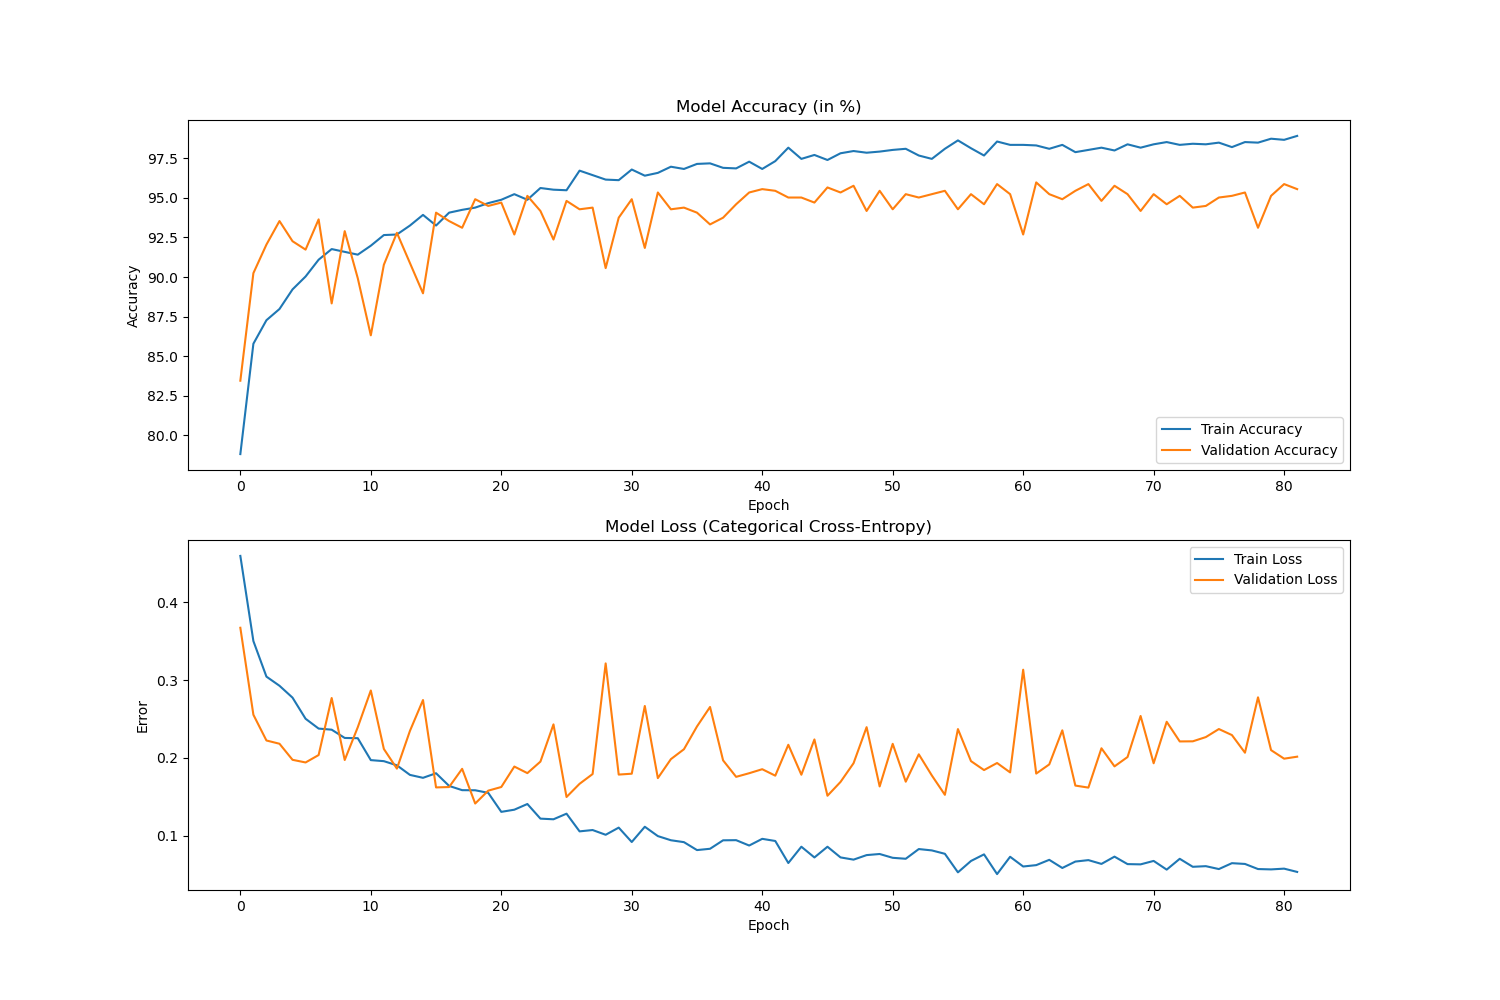 Model Accuracy (in %)
Accuracy
97.5
95.0
92.5
90.0
87.5
85.0
82.5
80.0
Train Accuracy
Validation Accuracy
0 10 20 30 40 50 60 70 80
Epoch
Model Loss (Categorical Cross-Entropy)
Error
0.4
0.3
0.2
0.1
Train Loss
Validation Loss
0 10 20 30 40 50 60 70 80
Epoch